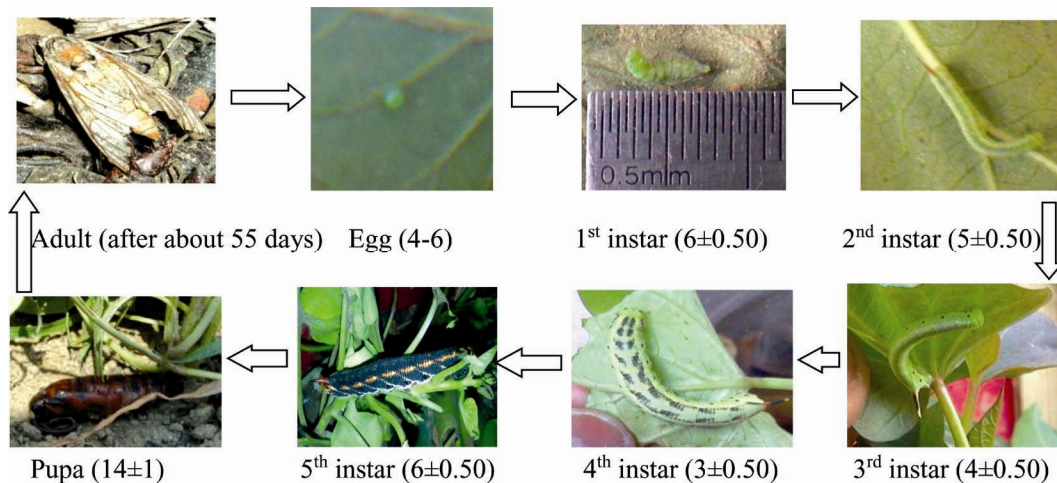 0.5mm
Adult (after about 55 days)
Egg (4-6)
1st instar (6±0.50)
2nd instar (5±0.50)
Pupa (14±1)
5th instar (6±0.50)
4th instar (3±0.50)
3rd instar (4±0.50)